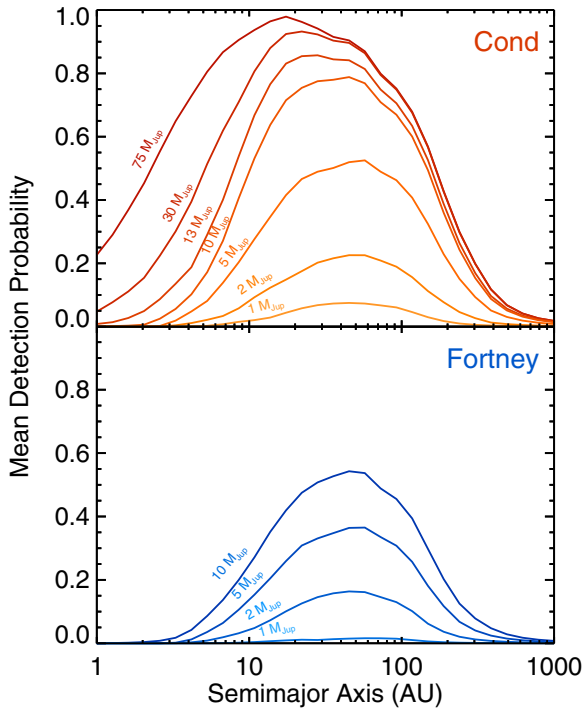 Mean Detection Probability
1.0
0.8
0.6
0.4
0.2
0.0
Cond
75 MJup
30 MJup
13 MJup
10 MJup
5 MJup
2 MJup
1 MJup
0.8
0.6
0.4
0.2
0.0
Fortney
10 MJup
5 MJup
2 MJup
1 MJup
1 10 100 1000
Semimajor Axis (AU)